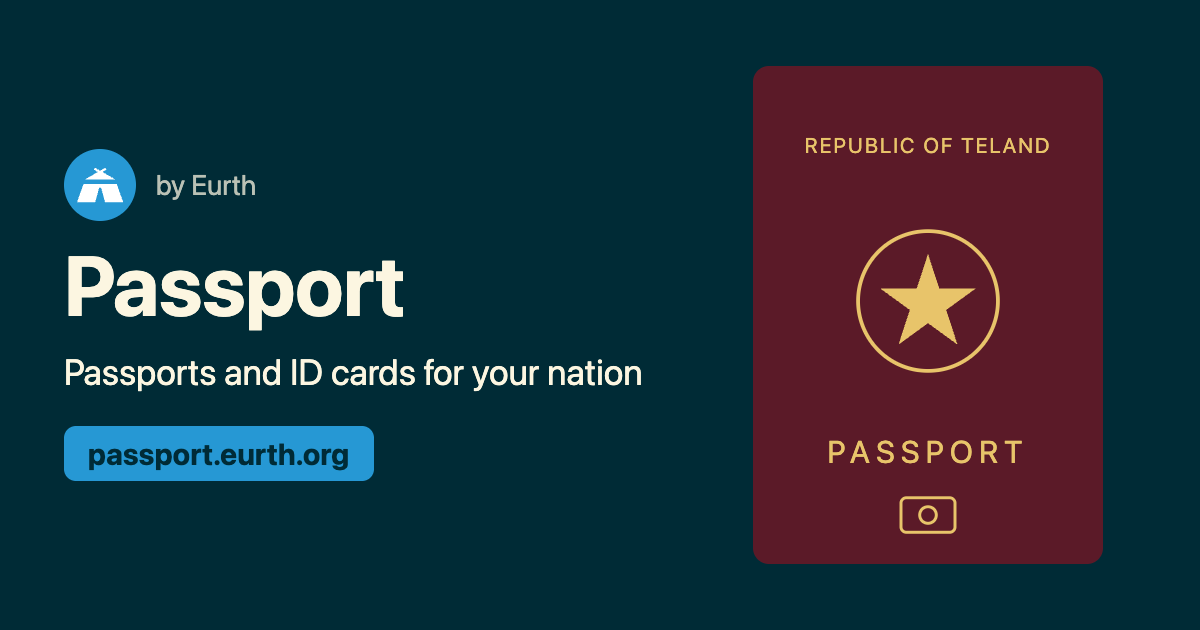 by Eurth
Passport
Passports and ID cards for your nation
passport.eurth.org
REPUBLIC OF TELAND
PASSPORT